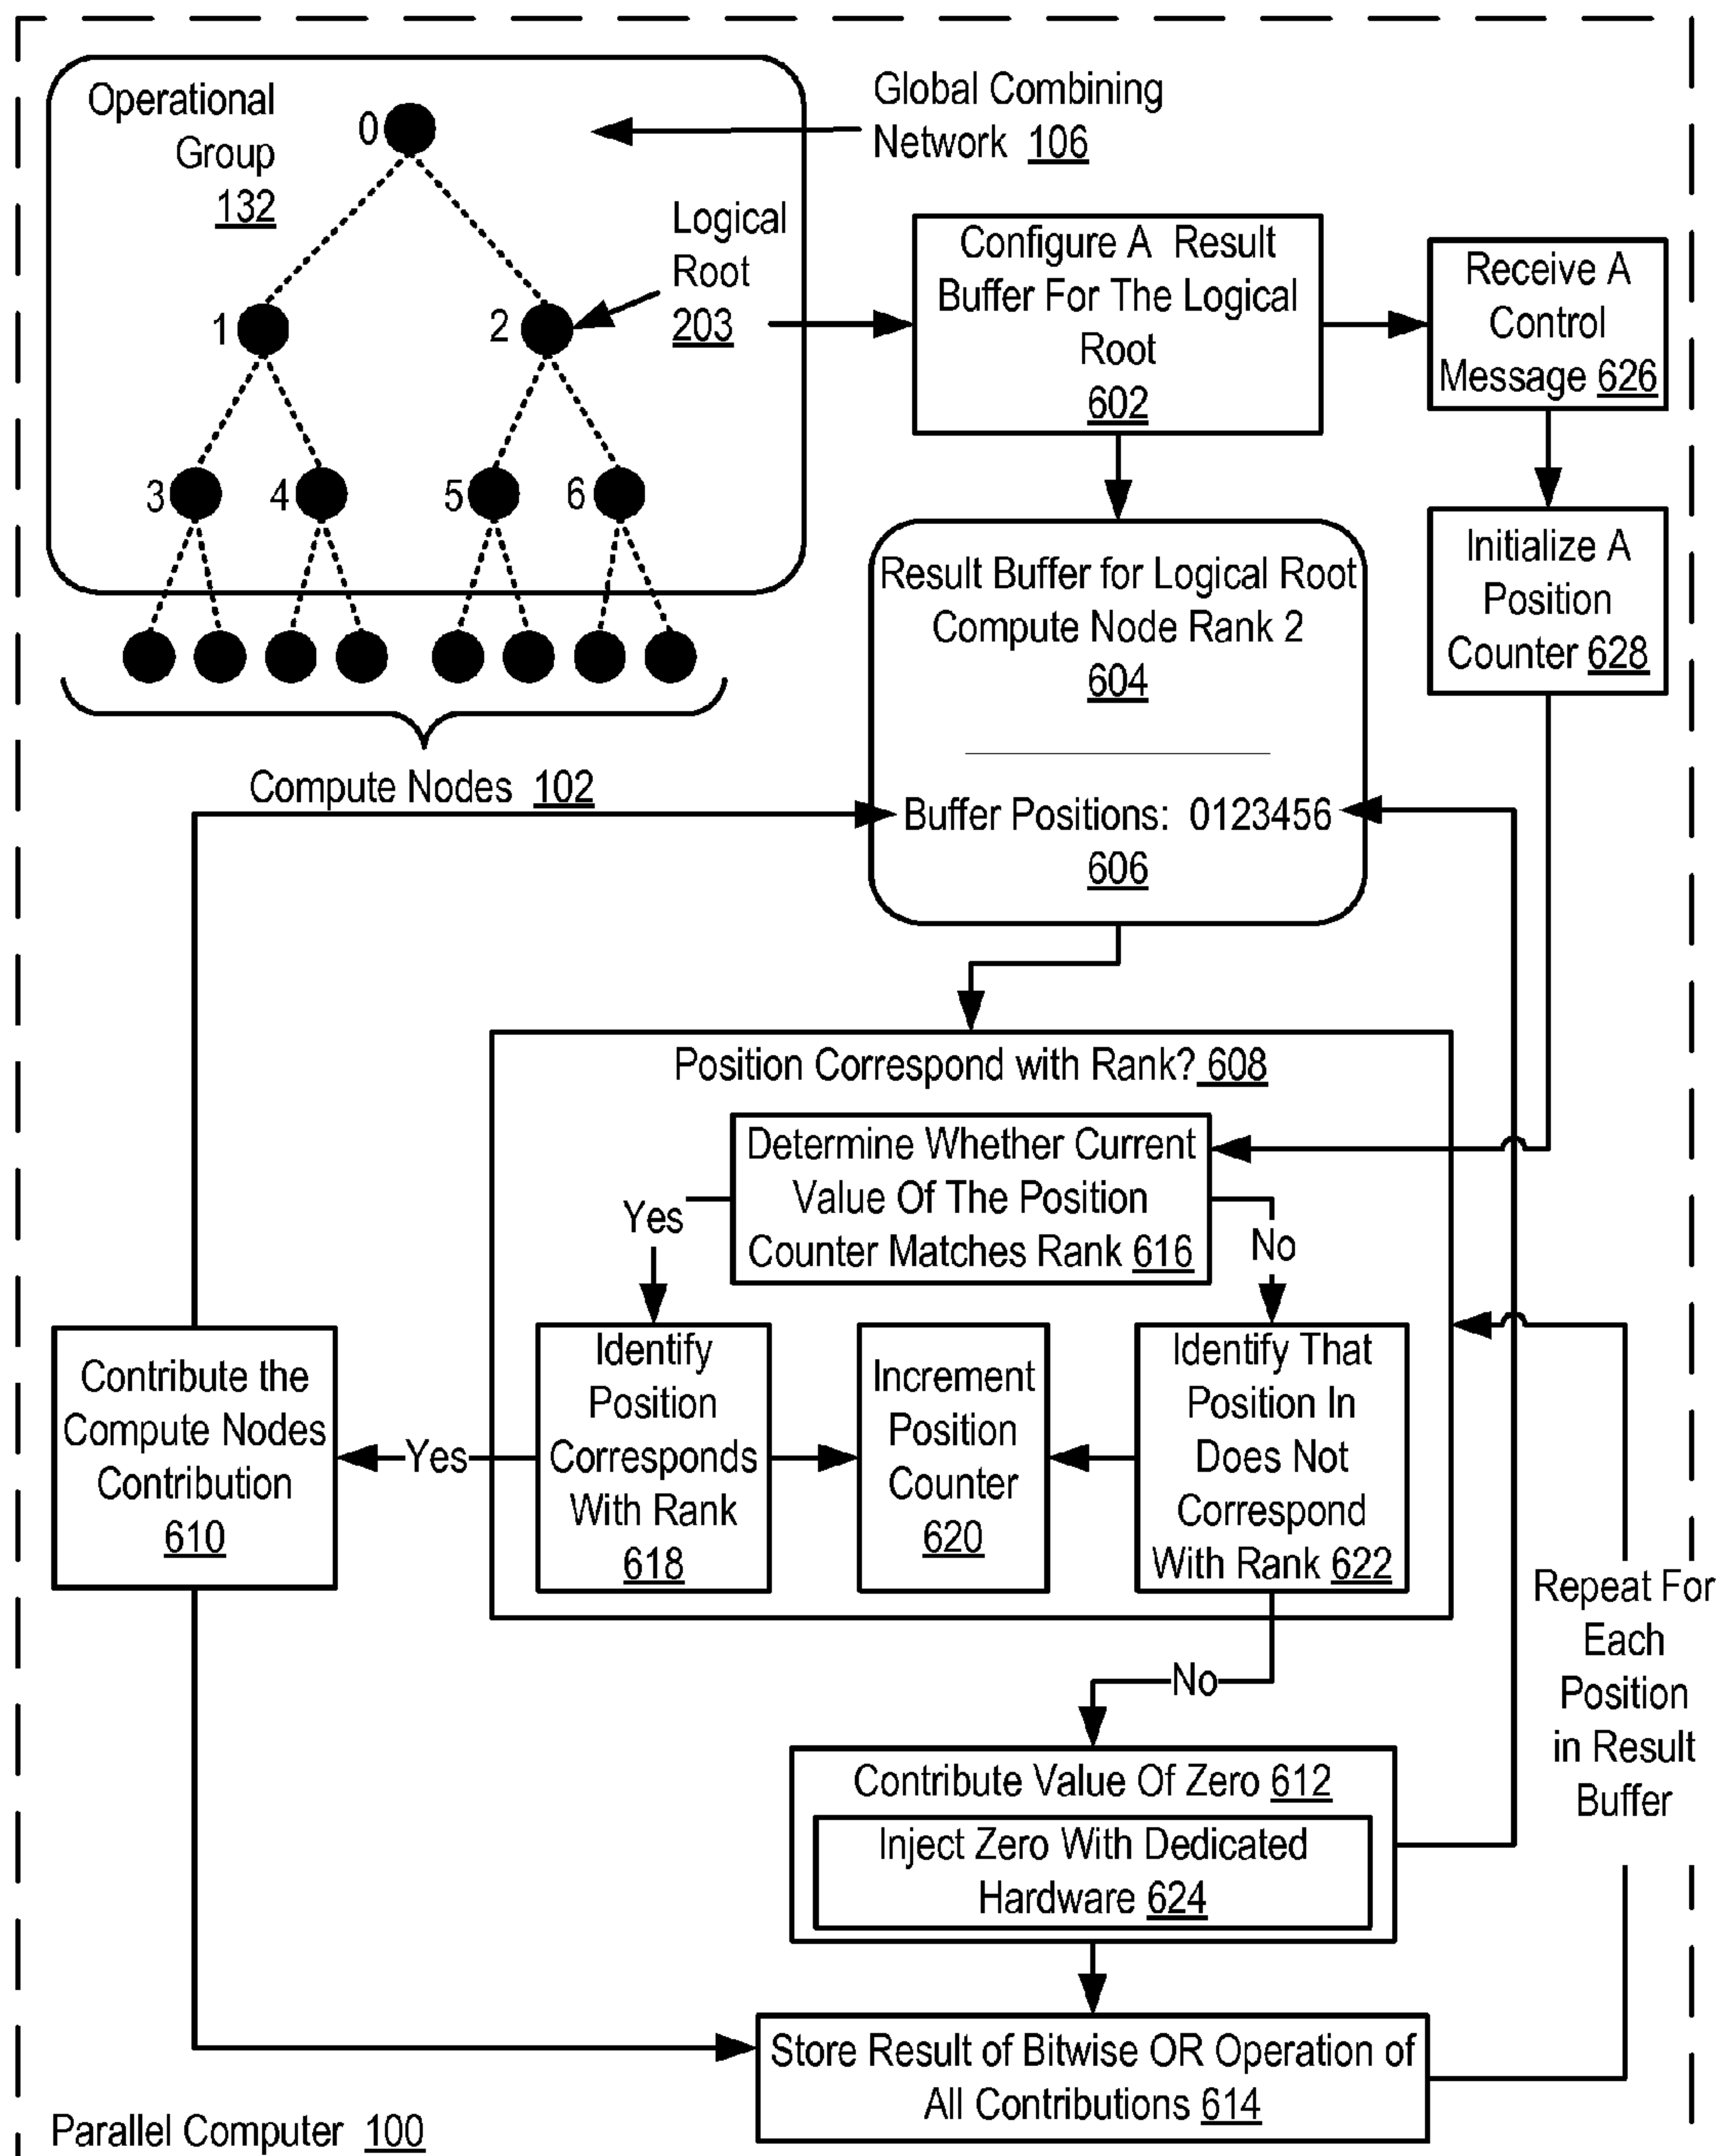 Operational
Group
132
0
Global Combining
Network 106
Logical
Root
203
1
2
3
4
5
6
Compute Nodes 102
Configure A Result
Buffer For The Logical
Root
602
Receive A
Control
Message 626
Initialize A
Position
Counter 628
Result Buffer for Logical Root
Compute Node Rank 2
604
Buffer Positions: 0123456
606
Position Correspond with Rank? 608
Determine Whether Current
Value Of The Position
Counter Matches Rank 616
Yes
No
Identify
Position
Corresponds
With Rank
618
Increment
Position
Counter
620
Identify That
Position In
Does Not
Correspond
With Rank 622
Yes
Contribute the
Compute Nodes
Contribution
610
No
Repeat For
Each
Position
in Result
Buffer
Contribute Value Of Zero 612
Inject Zero With Dedicated
Hardware 624
Store Result of Bitwise OR Operation of
All Contributions 614
Parallel Computer 100